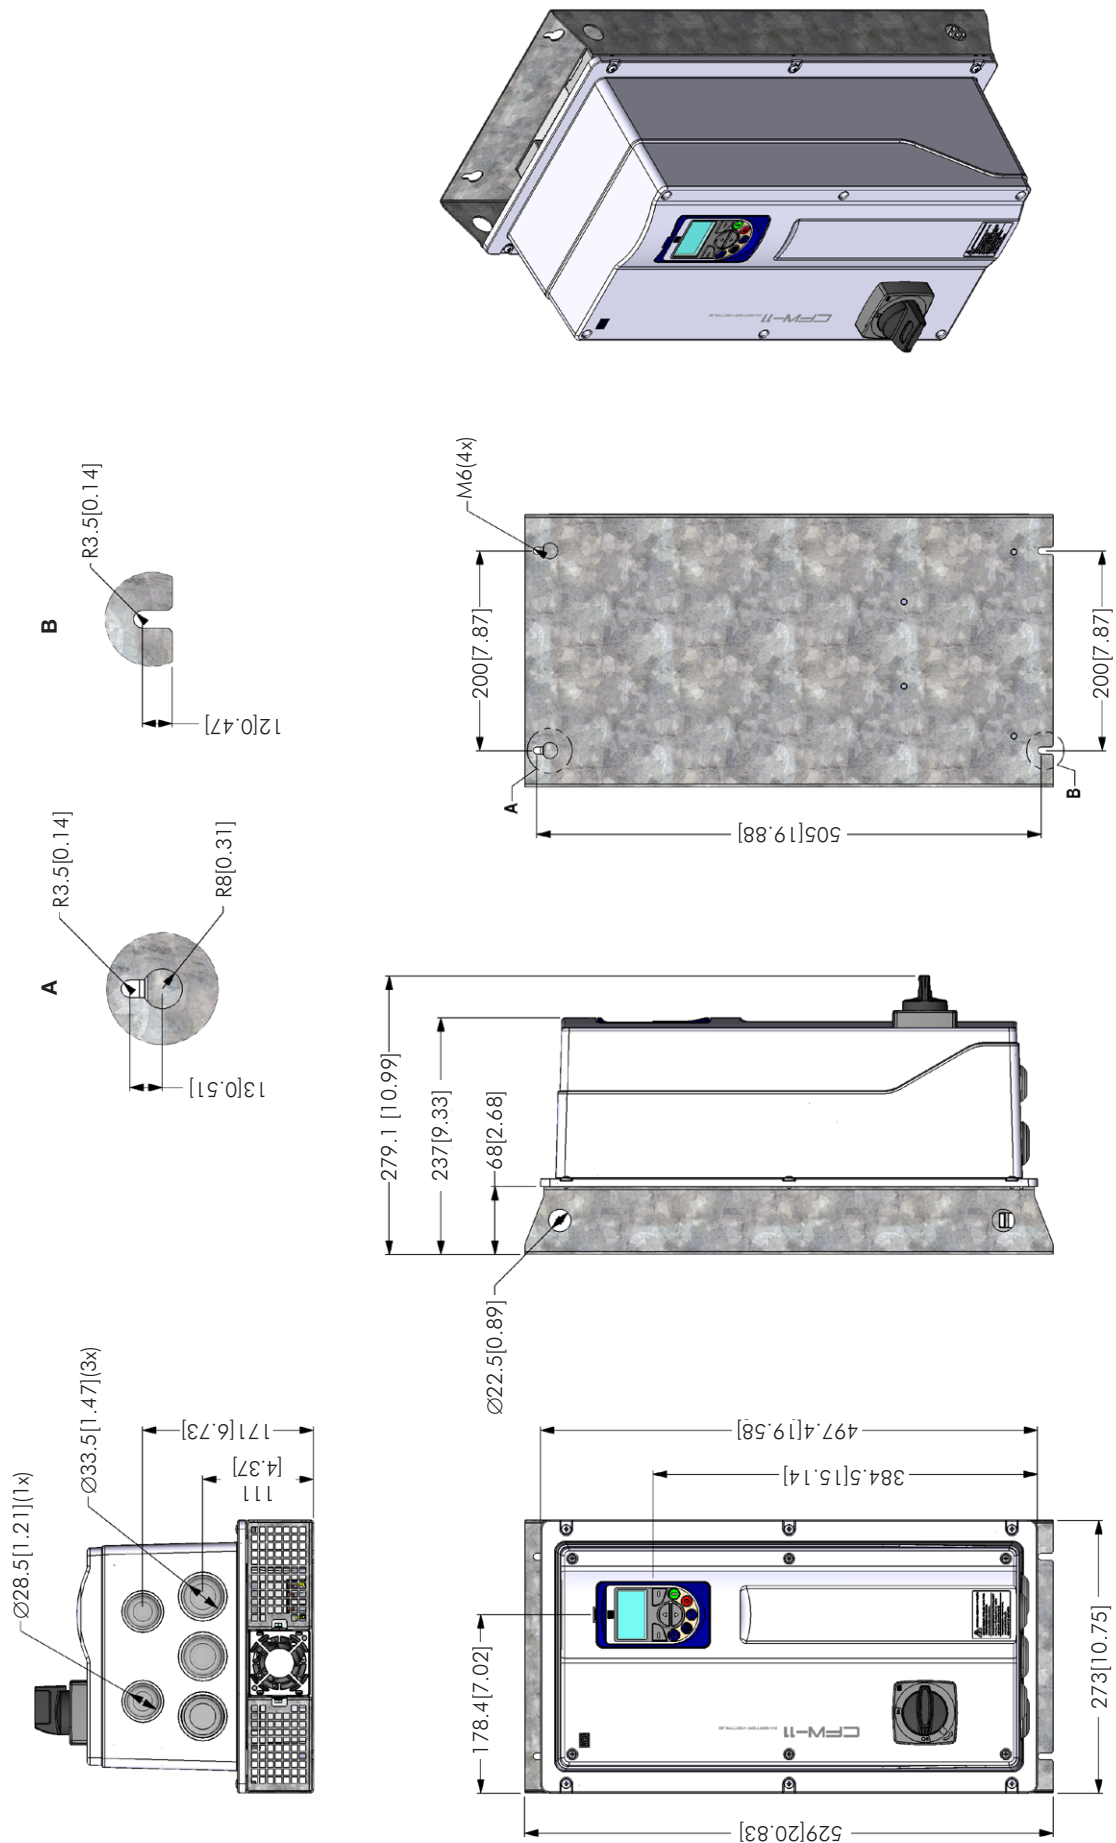 B
R3.5[0.14]
12[0.47]
A
R3.5[0.14]
R8[0.31]
13[0.51]
M6(4x)
200[7.87]
A
505[19.88]
B
200[7.87]
279.1 [10.99]
237[9.33]
68[2.68]
Ø22.5[0.89]
Ø28.5[1.21](1x)
Ø33.5[1.47](3x)
171[6.73]
111
[4.37]
497.4[19.58]
384.5[15.14]
178.4[7.02]
273[10.75]
529[20.83]
CFW-11
CFW-11